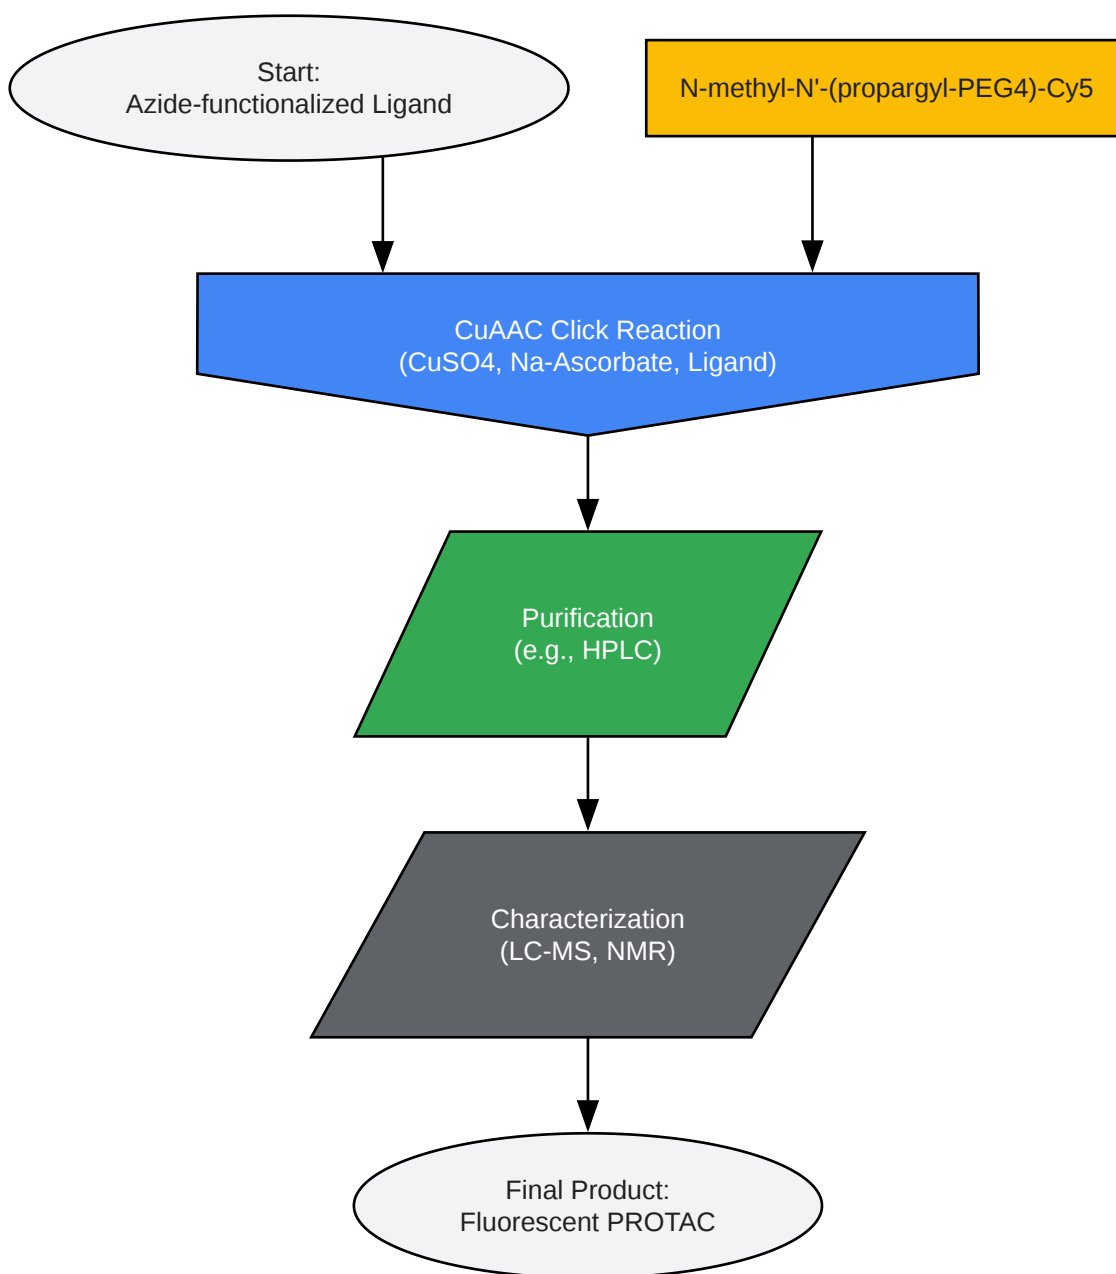 Start:
Azide-functionalized Ligand
N-methyl-N'-(propargyl-PEG4)-Cy5
CuAAC Click Reaction
(CuSO4, Na-Ascorbate, Ligand)
Purification
(e.g., HPLC)
Characterization
(LC-MS, NMR)
Final Product:
Fluorescent PROTAC